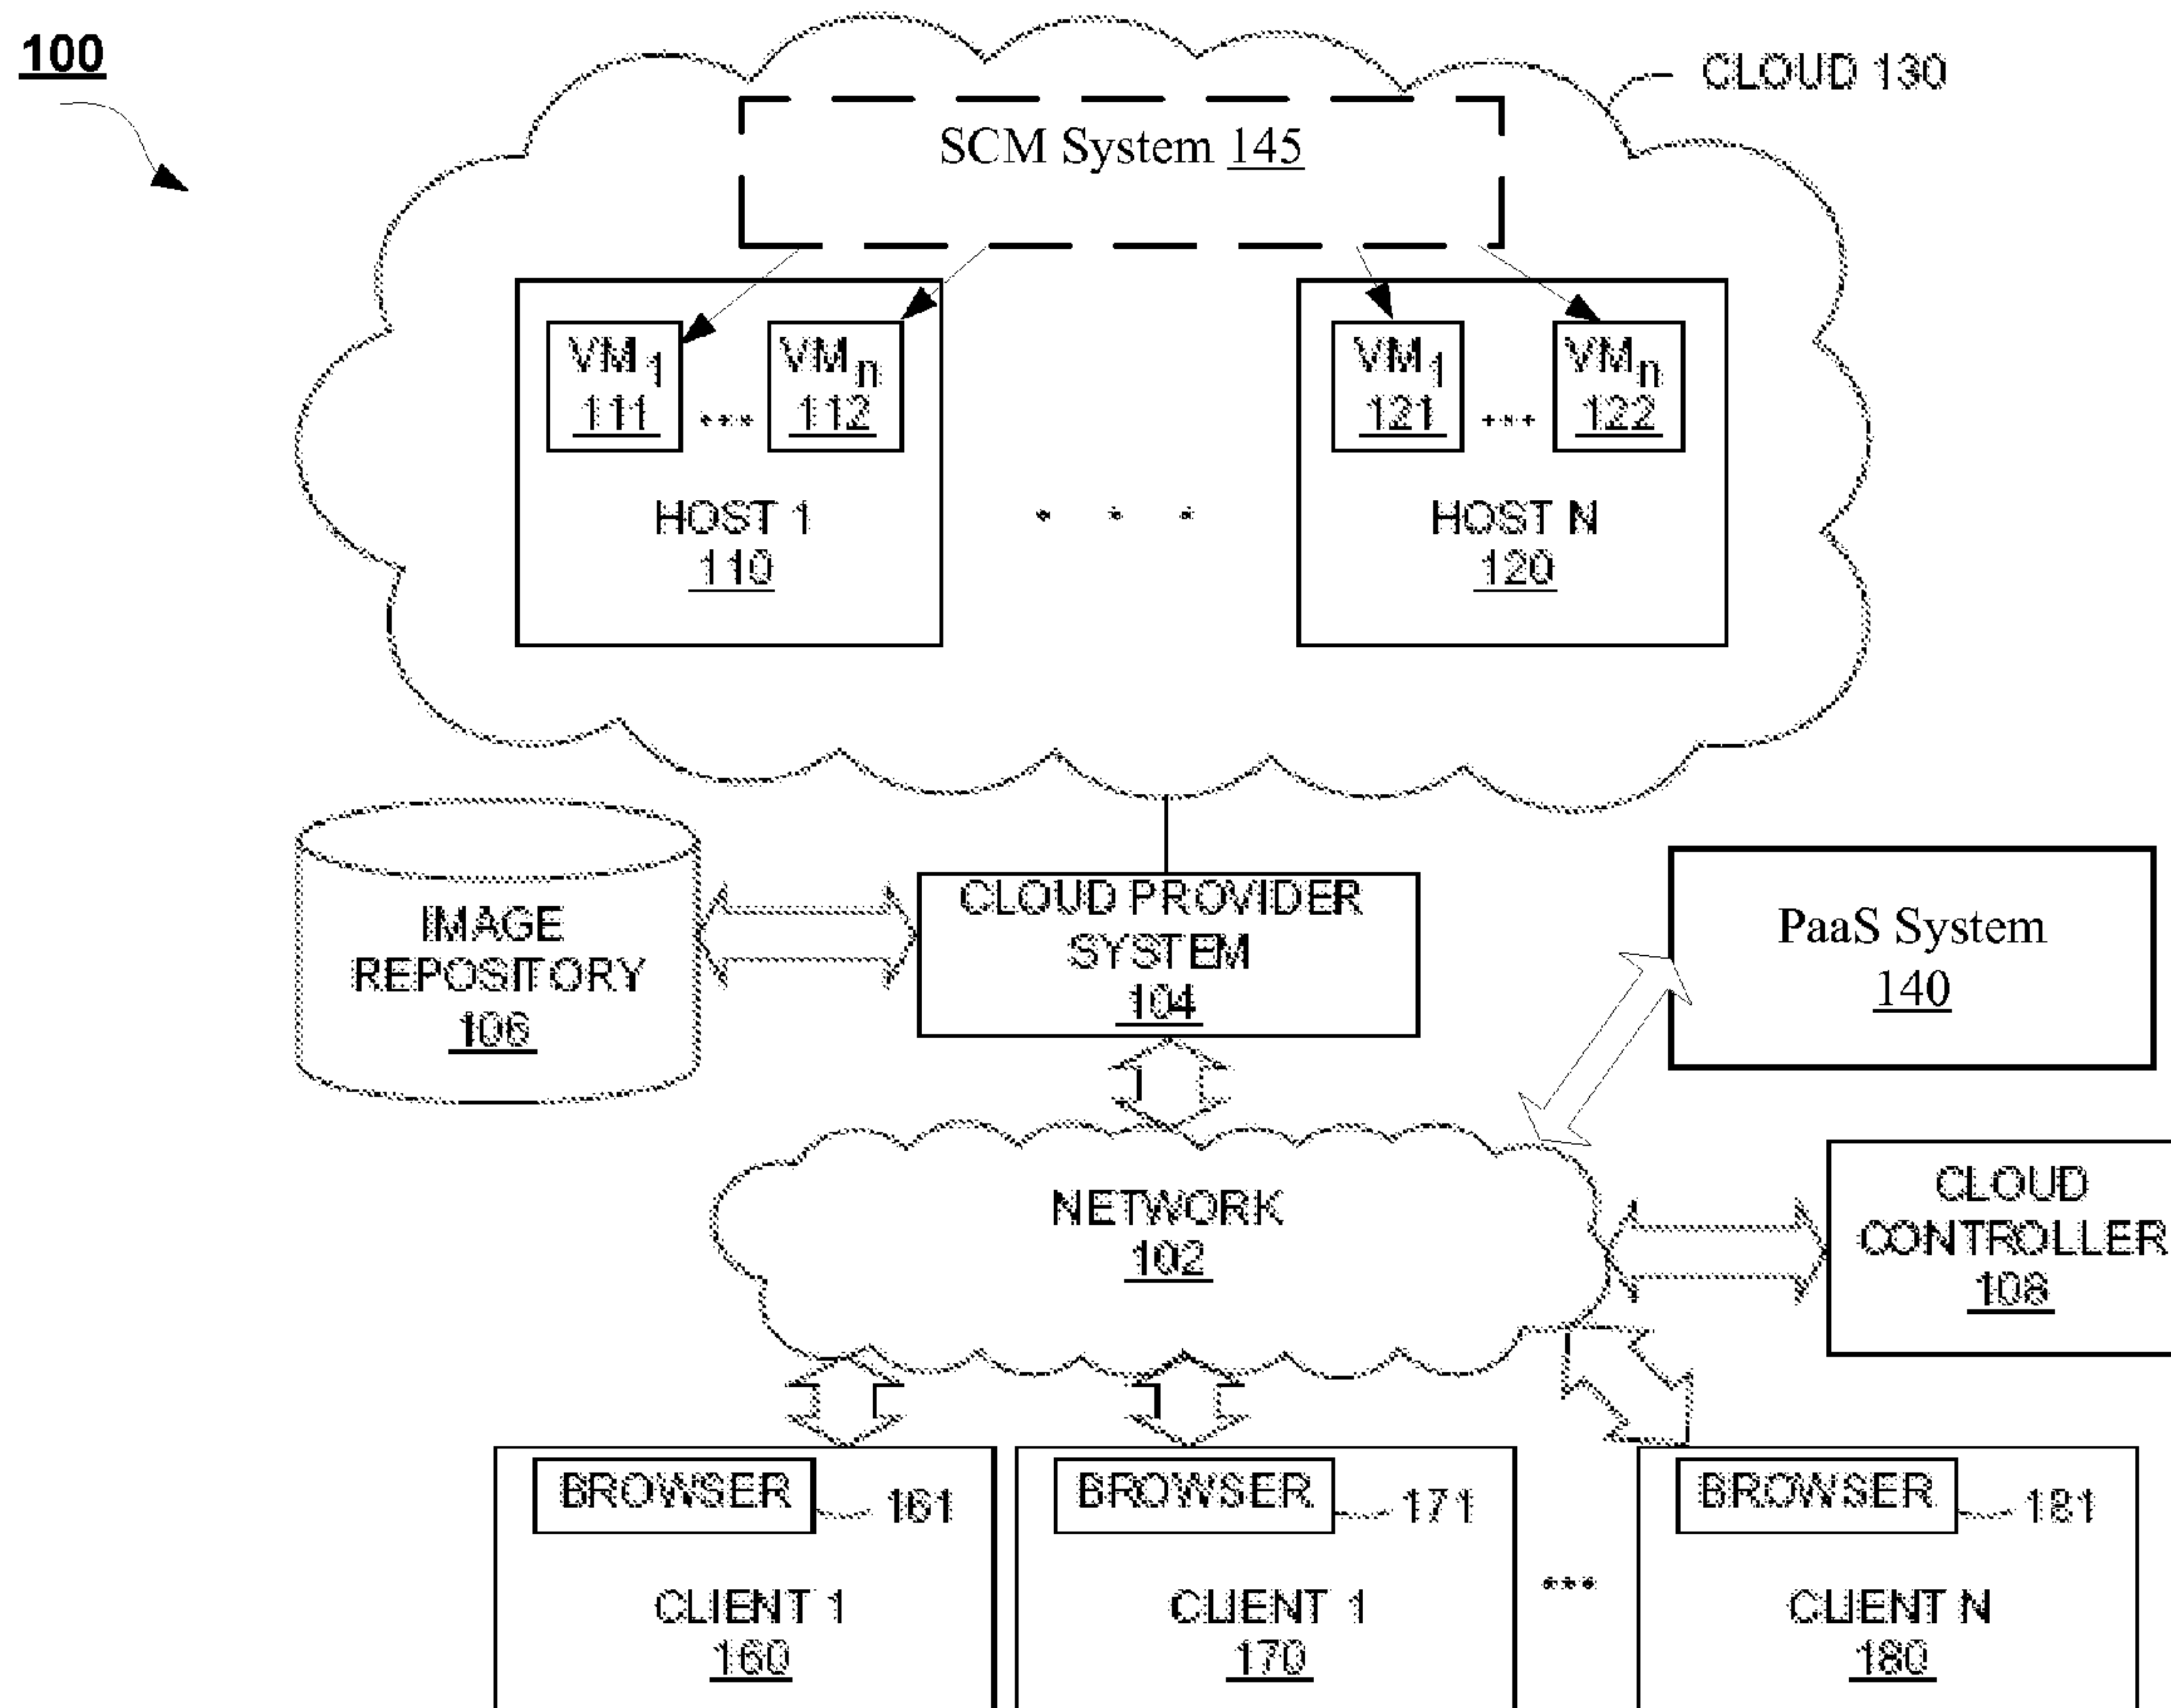 100
CLOUD 130
SCM System 145
VM1
111
...
VMn
112
VM1
121
...
VMn
122
HOST 1
110
. . .
HOST N
120
IMAGE
REPOSITORY
106
CLOUD PROVIDER
SYSTEM
104
PaaS System
140
NETWORK
102
CLOUD
CONTROLLER
108
BROWSER
161
CLIENT 1
160
BROWSER
171
CLIENT 1
170
...
BROWSER
181
CLIENT N
180